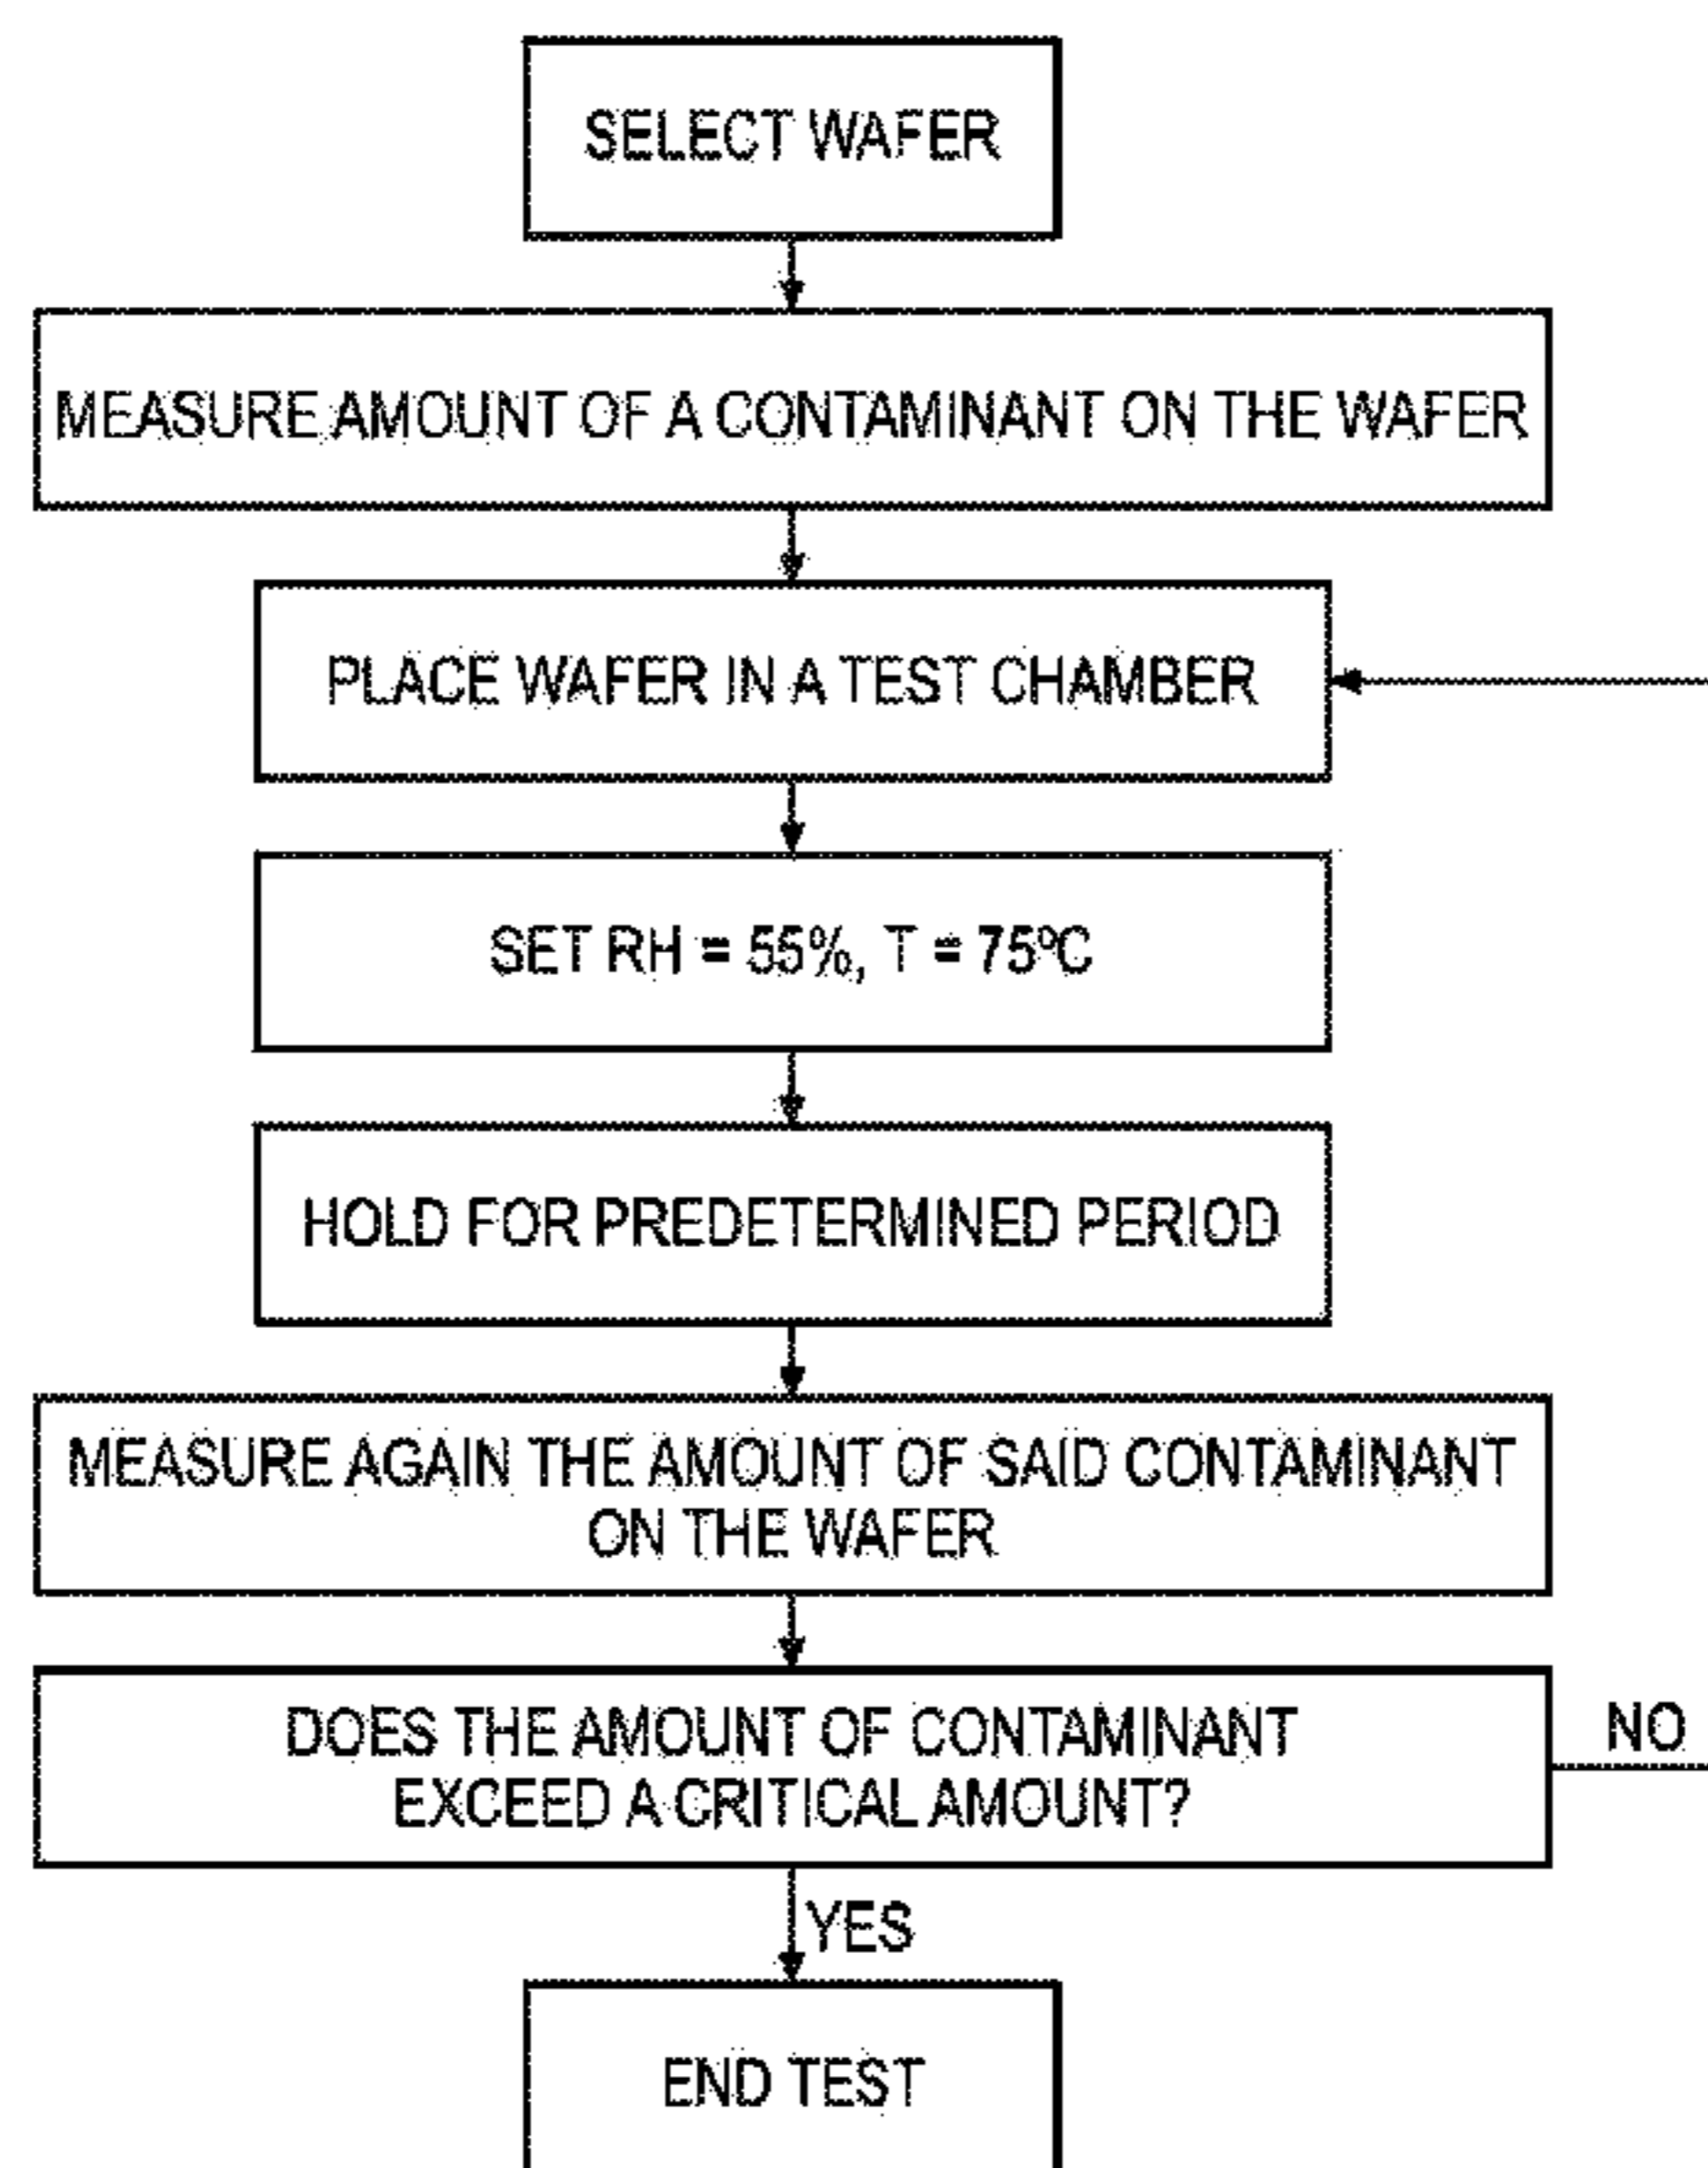 SELECT WAFER
MEASURE AMOUNT OF A CONTAMINANT ON THE WAFER
PLACE WAFER IN A TEST CHAMBER
SET RH = 55%, T = 75ºC
HOLD FOR PREDETERMINED PERIOD
MEASURE AGAIN THE AMOUNT OF SAID CONTAMINANT
ON THE WAFER
DOES THE AMOUNT OF CONTAMINANT
EXCEED A CRITICAL AMOUNT?
NO
YES
END TEST